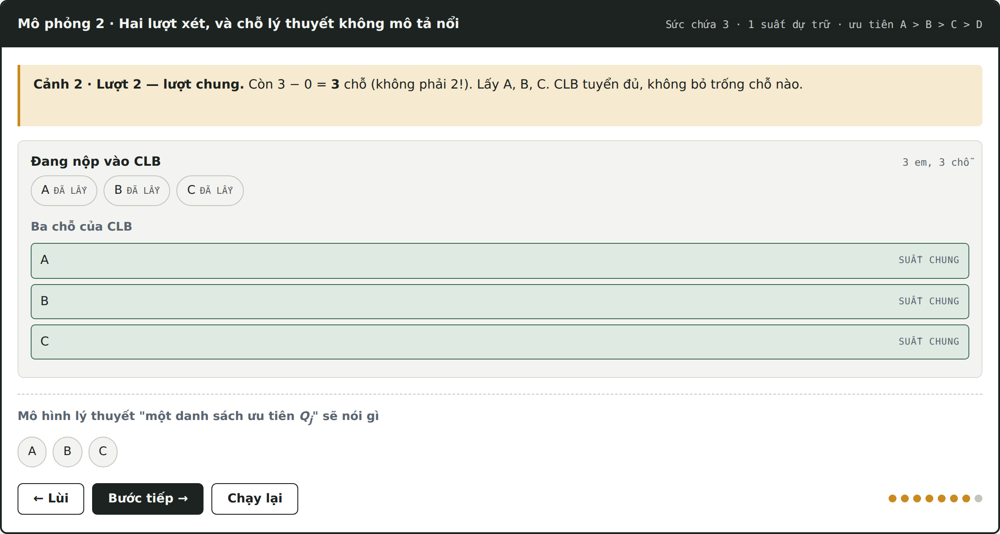 Mô phỏng 2 · Hai lượt xét, và chỗ lý thuyết không mô tả nổi
Sức chứa 3 · 1 suất dự trữ · ưu tiên A > B > C > D
Cảnh 2 · Lượt 2 — lượt chung. Còn 3 − 0 = 3 chỗ (không phải 2!). Lấy A, B, C. CLB tuyển đủ, không bỏ trống chỗ nào.
Đang nộp vào CLB
3 em, 3 chỗ
A ĐÃ LẤY
B ĐÃ LẤY
C ĐÃ LẤY
Ba chỗ của CLB
A SUẤT CHUNG
B SUẤT CHUNG
C SUẤT CHUNG
Mô hình lý thuyết "một danh sách ưu tiên Qj" sẽ nói gì
A
B
C
← Lùi
Bước tiếp →
Chạy lại